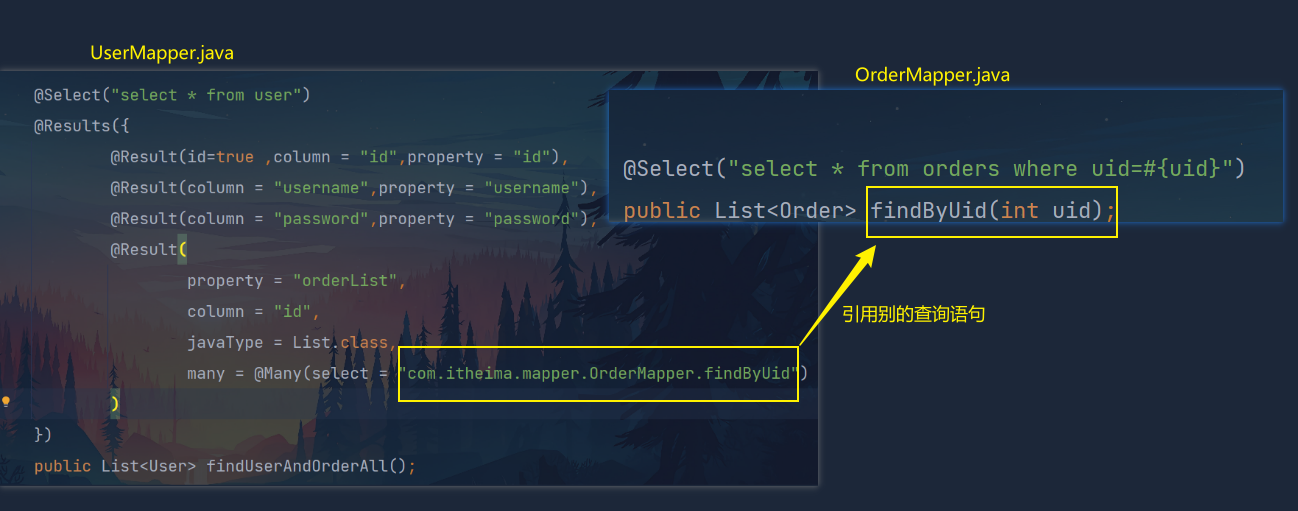 UserMapper.java
@Select("select * from user")
@Results({
@Result(id=true ,column = "id",property = "id"),
@Result(column = "username",property = "username"),
@Result(column = "password",property = "password"),
@Result(
property = "orderList",
column = "id",
javaType = List.class,
many = @Many(select = "com.itheima.mapper.OrderMapper.findByUid")
)
})
public List<User> findUserAndOrderAll();
OrderMapper.java
@Select("select * from orders where uid=#{uid}")
public List<Order> findByUid(int uid);
引用别的查询语句